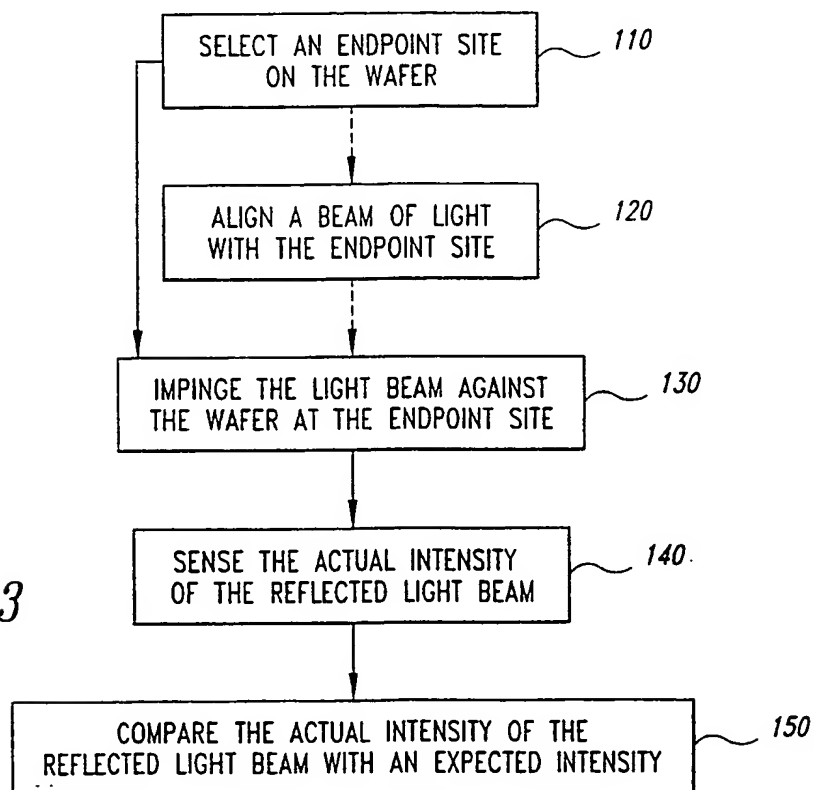 SELECT AN ENDPOINT SITE
ON THE WAFER
110
ALIGN A BEAM OF LIGHT
WITH THE ENDPOINT SITE
120
IMPINGE THE LIGHT BEAM AGAINST
THE WAFER AT THE ENDPOINT SITE
130
SENSE THE ACTUAL INTENSITY
OF THE REFLECTED LIGHT BEAM
140
3
COMPARE THE ACTUAL INTENSITY OF THE
REFLECTED LIGHT BEAM WITH AN EXPECTED INTENSITY
150